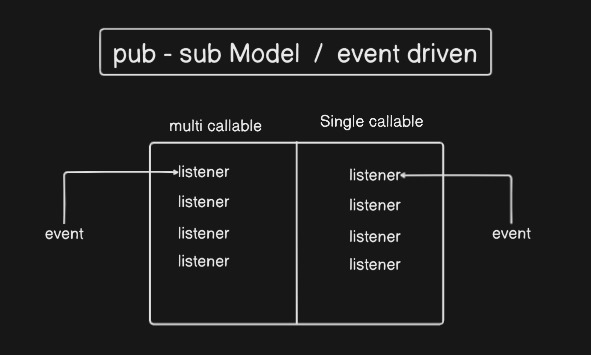 pub - sub Model / event driven
multi callable
Single callable
listener
listener
listener
listener
listener
listener
listener
listener
event
event